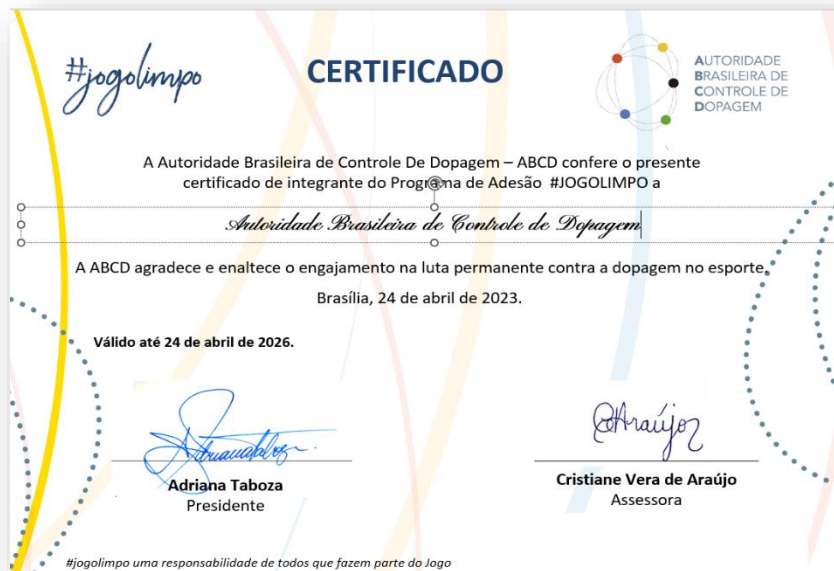 #jogolimpo
CERTIFICADO
AUTORIDADE
BRASILEIRA DE
CONTROLE DE
DOPAGEM
A Autoridade Brasileira de Controle De Dopagem – ABCD confere o presente
certificado de integrante do Programa de Adesão #JOGOLIMPO a
Autoridade Brasileira de Controle de Dopagem
A ABCD agradece e enaltece o engajamento na luta permanente contra a dopagem no esporte.
Brasília, 24 de abril de 2023.
Válido até 24 de abril de 2026.
Adrianataboza
CAraújo
Adriana Taboza
Presidente
Cristiane Vera de Araújo
Assessora
#jogolimpo uma responsabilidade de todos que fazem parte do Jogo